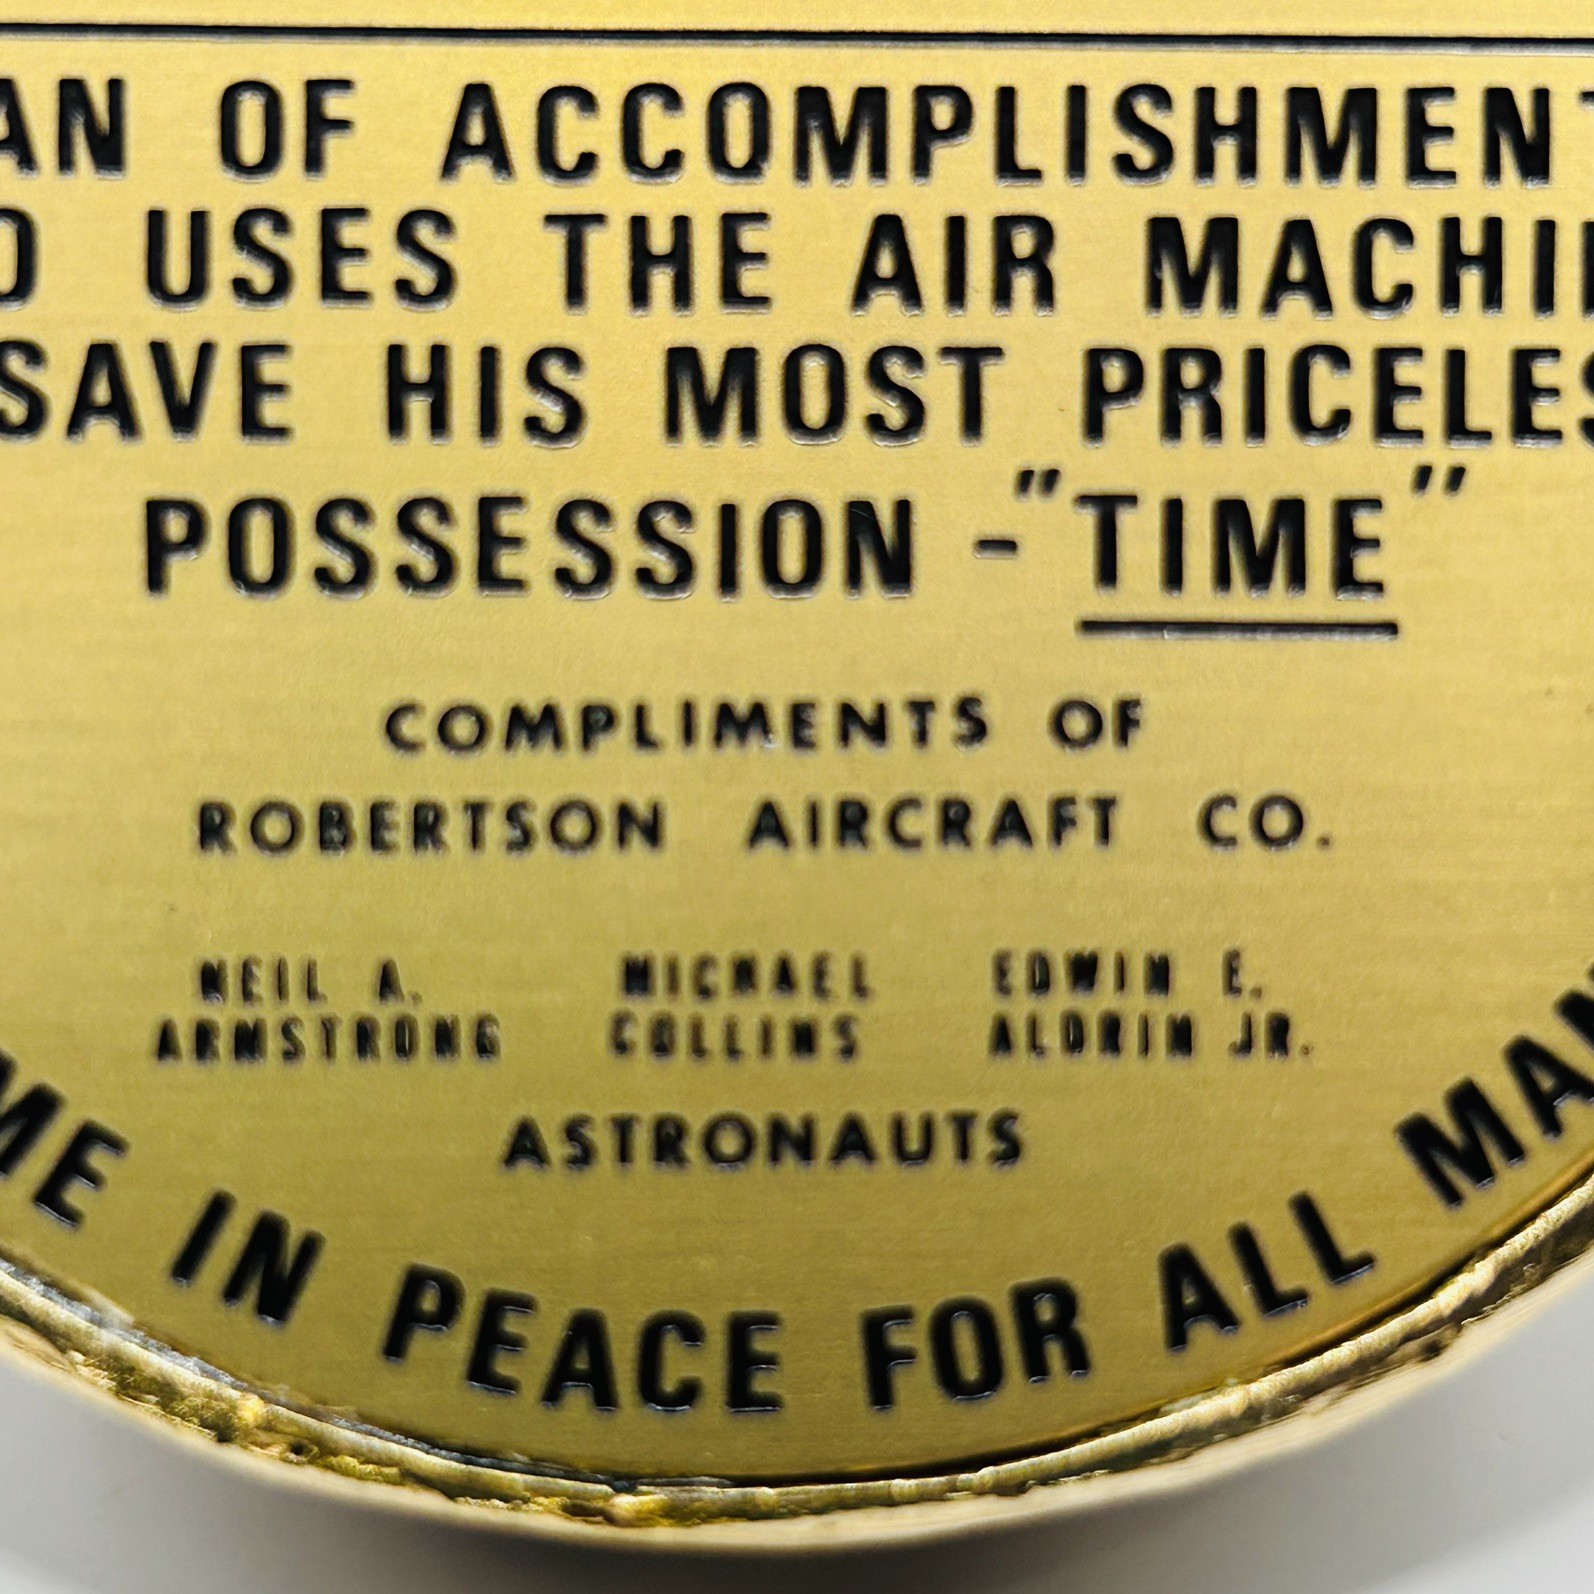 AN OF ACCOMPLISHMENT
O USES THE AIR MACHIN
SAVE HIS MOST PRICELES
POSSESSION - "TIME"
COMPLIMENTS OF
ROBERTSON AIRCRAFT CO.
NEIL A. MICHAEL EDWIN E.
ARMSTRONG COLLINS ALDRIN JR.
ASTRONAUTS
ME IN PEACE FOR ALL MAN